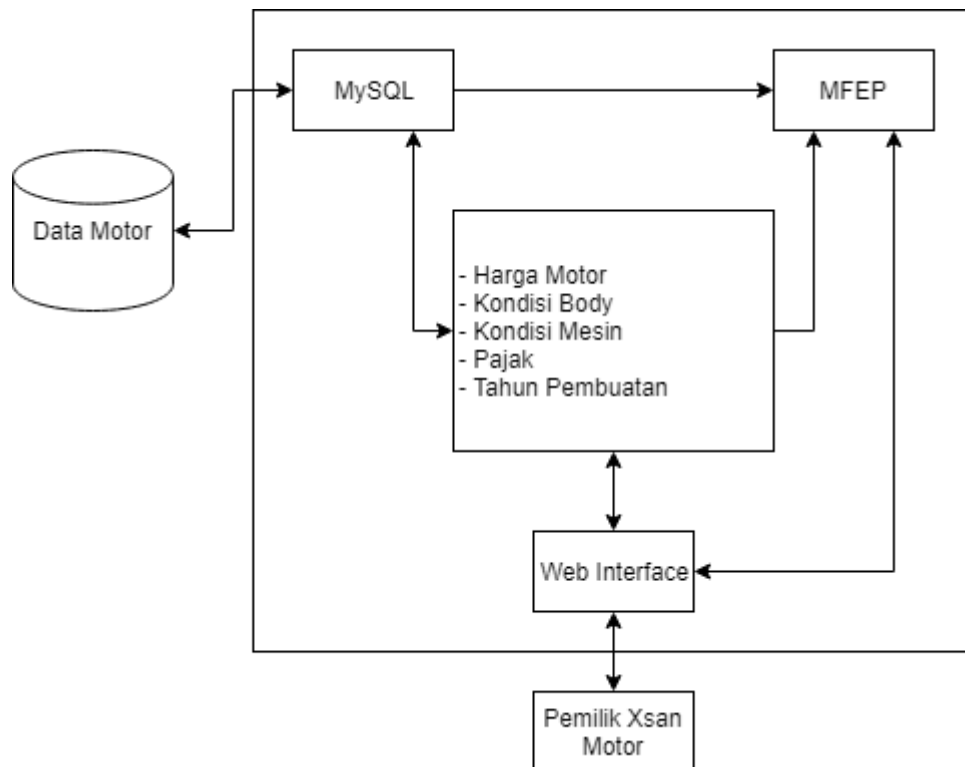 MySQL
MFEP
Data Motor
- Harga Motor
- Kondisi Body
- Kondisi Mesin
- Pajak
- Tahun Pembuatan
Web Interface
Pemilik Xsan
Motor